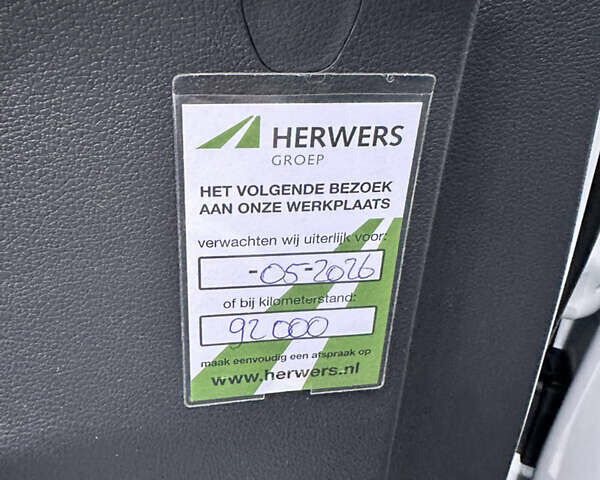 HERWERS
GROEP
HET VOLGENDE BEZOEK
AAN ONZE WERKPLAATS
verwachten wij uiterlijk voor:
-05-2026
of bij kilometerstand:
92000
maak eenvoudig een afspraak op
www.herwers.nl